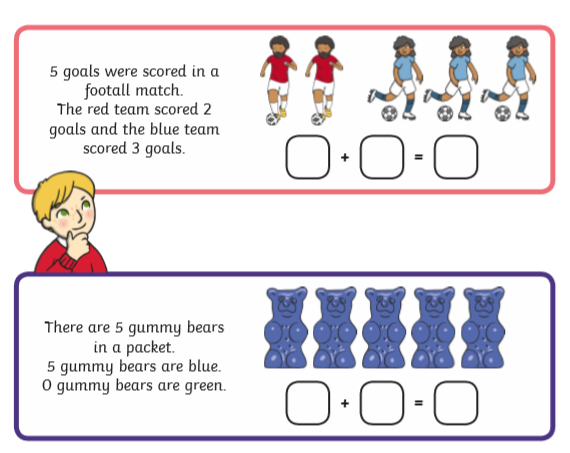 5 goals were scored in a
footall match.
The red team scored 2
goals and the blue team
scored 3 goals.
+ =
There are 5 gummy bears
in a packet.
5 gummy bears are blue.
0 gummy bears are green.
+ =